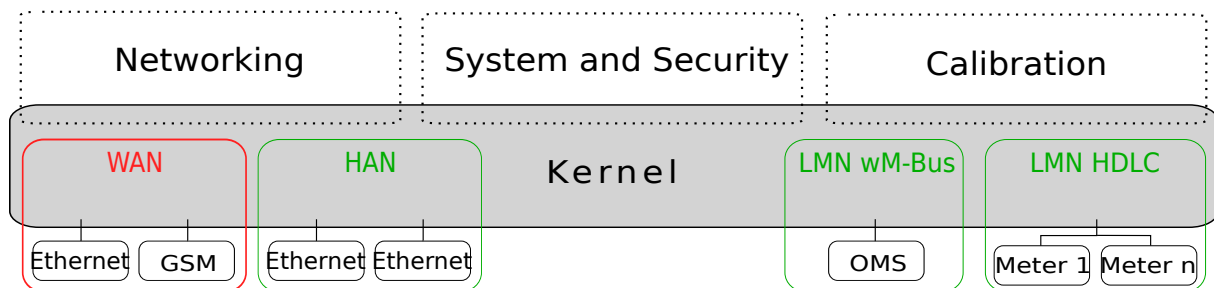 Networking
System and Security
Calibration
WAN
HAN
Kernel
LMN wM-Bus
LMN HDLC
Ethernet
GSM
Ethernet
Ethernet
OMS
Meter 1
Meter n